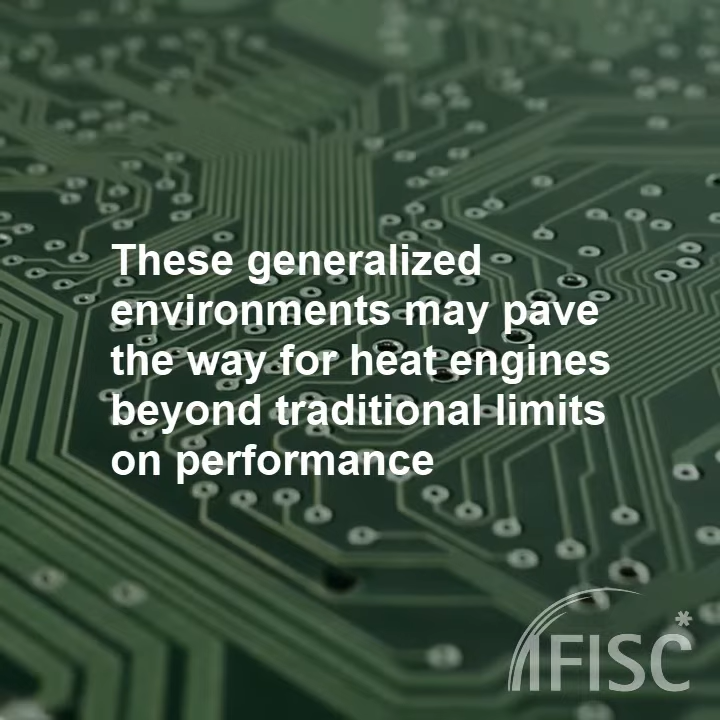 These generalized
environments may pave
the way for heat engines
beyond traditional limits
on performance
IFISC*